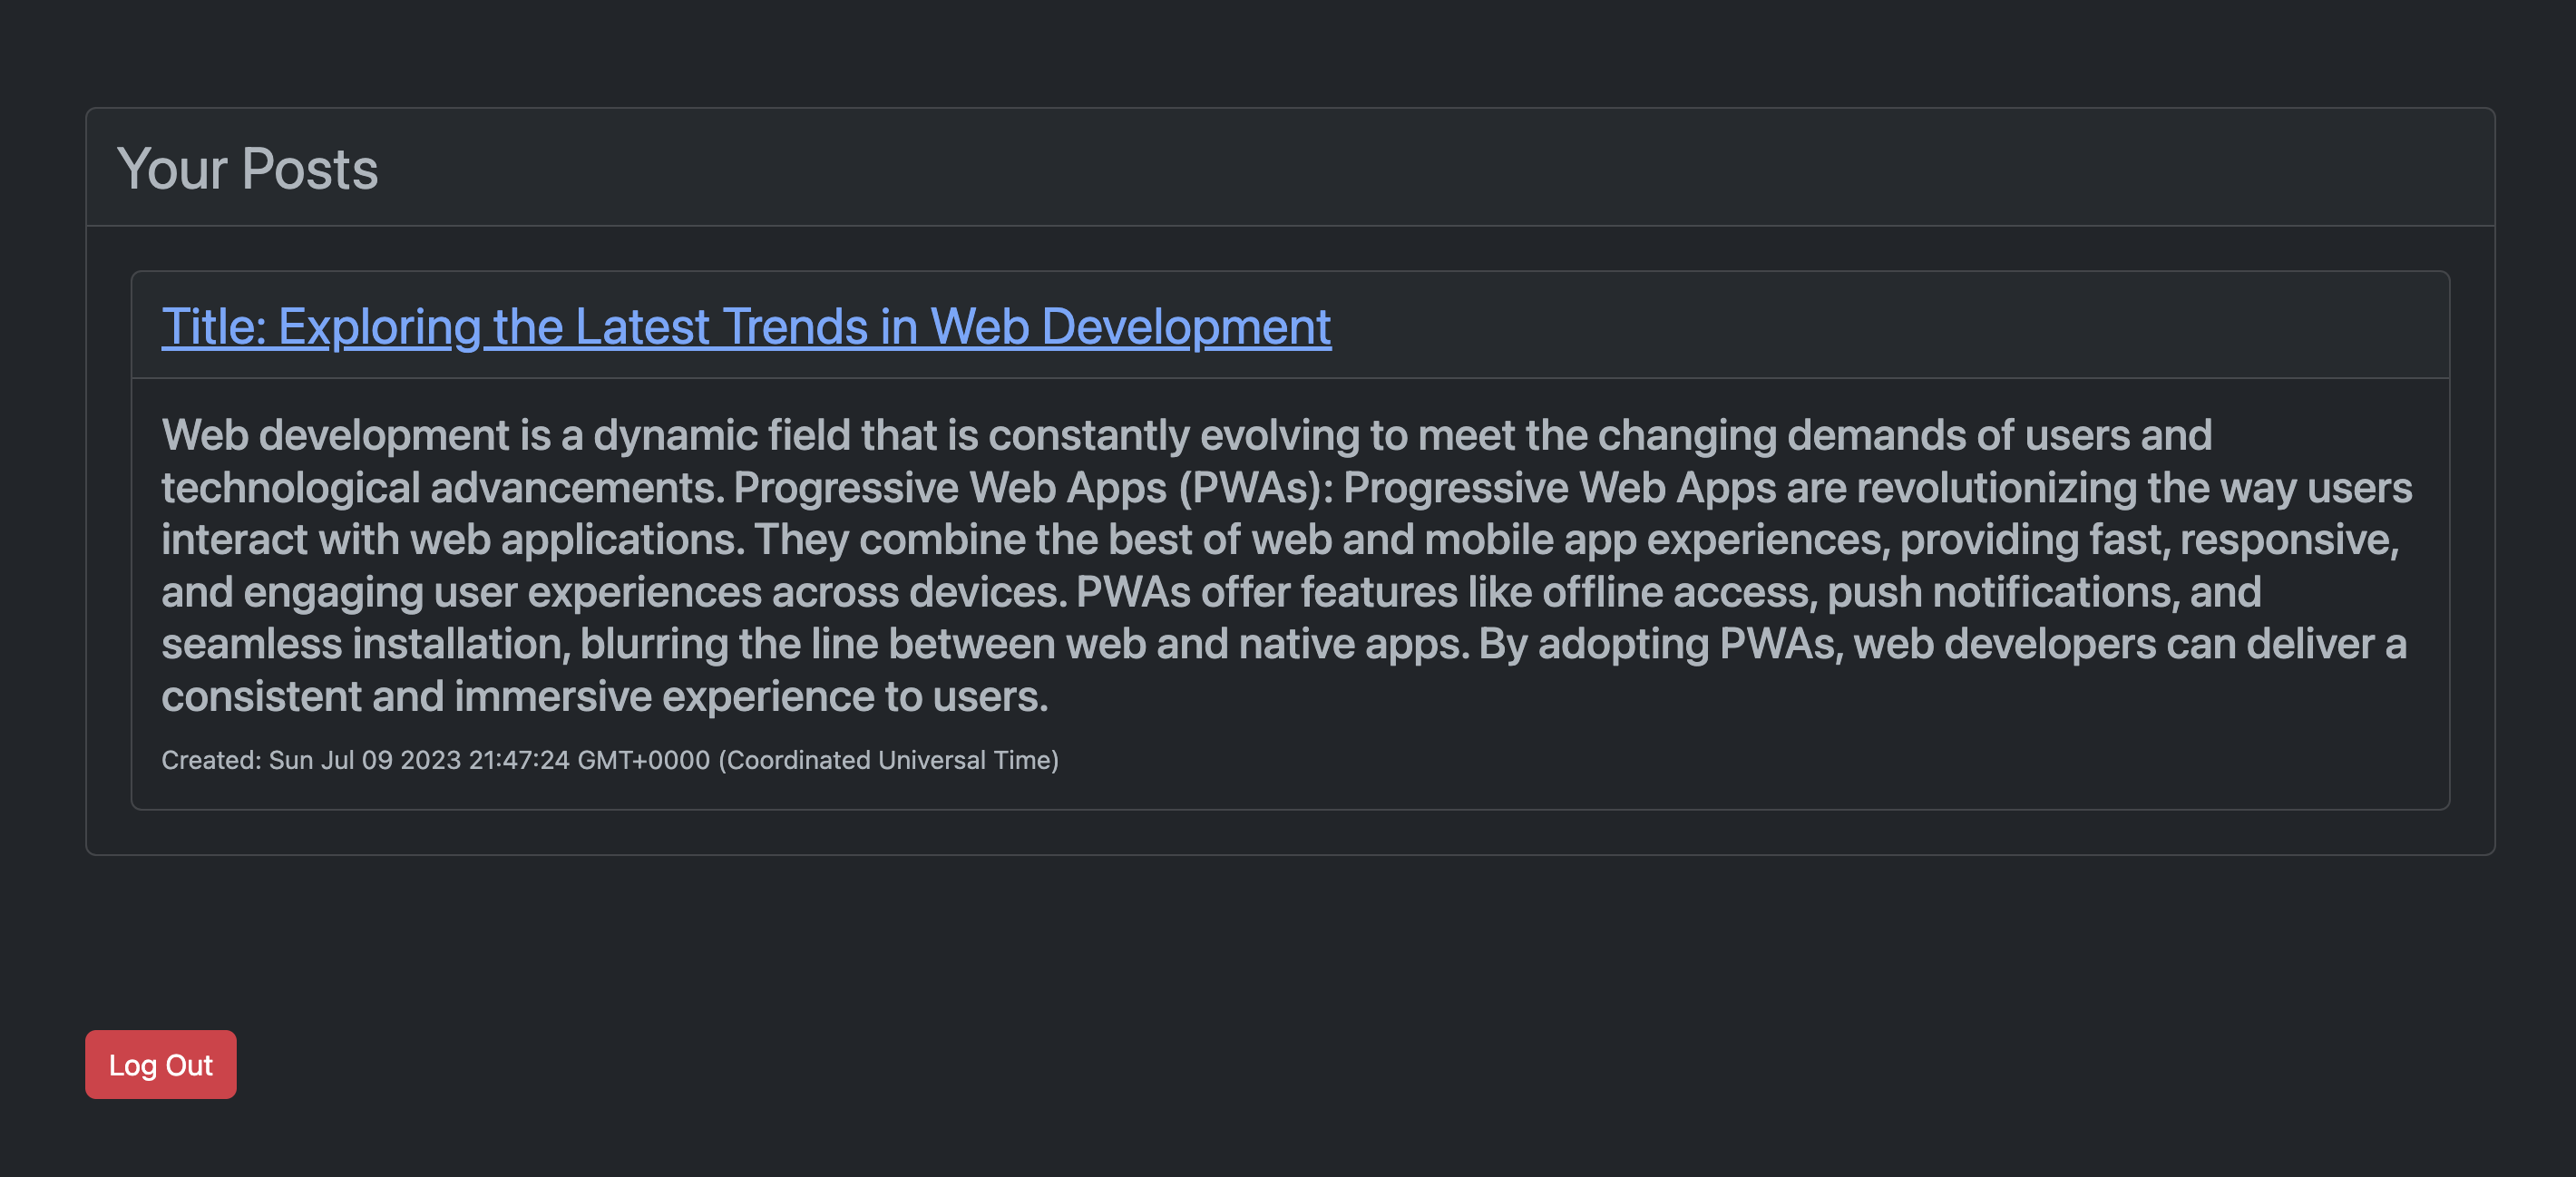 Your Posts
Title: Exploring the Latest Trends in Web Development
Web development is a dynamic field that is constantly evolving to meet the changing demands of users and
technological advancements. Progressive Web Apps (PWAs): Progressive Web Apps are revolutionizing the way users
interact with web applications. They combine the best of web and mobile app experiences, providing fast, responsive,
and engaging user experiences across devices. PWAs offer features like offline access, push notifications, and
seamless installation, blurring the line between web and native apps. By adopting PWAs, web developers can deliver a
consistent and immersive experience to users.
Created: Sun Jul 09 2023 21:47:24 GMT+0000 (Coordinated Universal Time)
Log Out